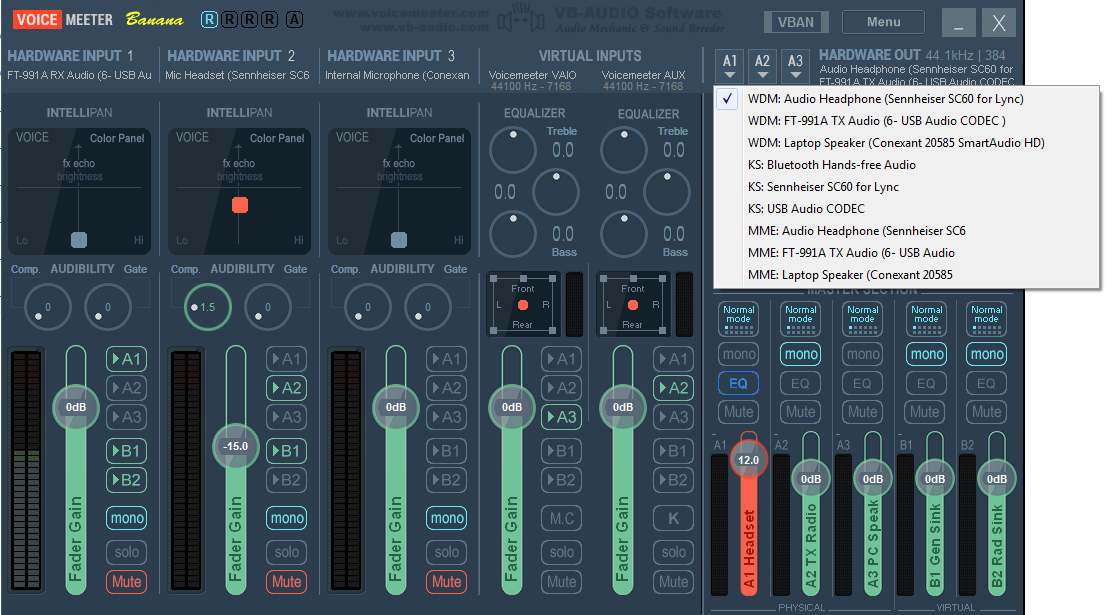 VOICE MEETER Banana R R R R A www.voicemeeter.com VB-AUDIO Software VBAN Menu _ X
www.vb-audio.com Audio Mechanic & Sound Breeder
HARDWARE INPUT 1 HARDWARE INPUT 2 HARDWARE INPUT 3 VIRTUAL INPUTS A1 A2 A3 HARDWARE OUT 44.1kHz | 384
FT-991A RX Audio (6- USB Au Mic Headset (Sennheiser SC6 Internal Microphone (Conexan Voicemeeter VAIO Voicemeeter AUX Audio Headphone (Sennheiser SC60 for
44100 Hz - 7168 44100 Hz - 7168 FT-991A TX Audio (6- USB Audio CODEC
WDM: Audio Headphone (Sennheiser SC60 for Lync)
WDM: FT-991A TX Audio (6- USB Audio CODEC )
WDM: Laptop Speaker (Conexant 20585 SmartAudio HD)
KS: Bluetooth Hands-free Audio
KS: Sennheiser SC60 for Lync
KS: USB Audio CODEC
MME: Audio Headphone (Sennheiser SC6
MME: FT-991A TX Audio (6- USB Audio
MME: Laptop Speaker (Conexant 20585
INTELLIPAN INTELLIPAN INTELLIPAN EQUALIZER EQUALIZER
VOICE Color Panel VOICE Color Panel VOICE Color Panel Treble Treble
fx echo fx echo fx echo 0.0 0.0
brightness brightness brightness
0.0 0.0
Lo Hi Lo Hi Lo Hi 0.0 0.0
Bass Bass
Comp. AUDIBILITY Gate Comp. AUDIBILITY Gate Comp. AUDIBILITY Gate
0 0 1.5 0 0 0
Front Front
L R L R
Rear Rear
MASTER SECTION
Normal mode Normal mode Normal mode Normal mode Normal mode
mono mono mono mono mono
EQ EQ EQ EQ EQ
Mute Mute Mute Mute Mute
A1 A1 A1 A1 A1
A2 A2 A2 A2 A2
0dB 0dB 0dB 0dB
A3 A3 A3 A3 A3
A1 A2 A3 B1 B2
-15.0
B1 B1 B1 B1 B1
12.0
B2 B2 B2 B2 B2
0dB 0dB 0dB 0dB
mono mono mono M.C K
solo solo solo solo solo
Mute Mute Mute Mute Mute
Fader Gain Fader Gain Fader Gain Fader Gain Fader Gain
A1 Headset A2 TX Radio A3 PC Speak B1 Gen Sink B2 Rad Sink
PHYSICAL VIRTUAL